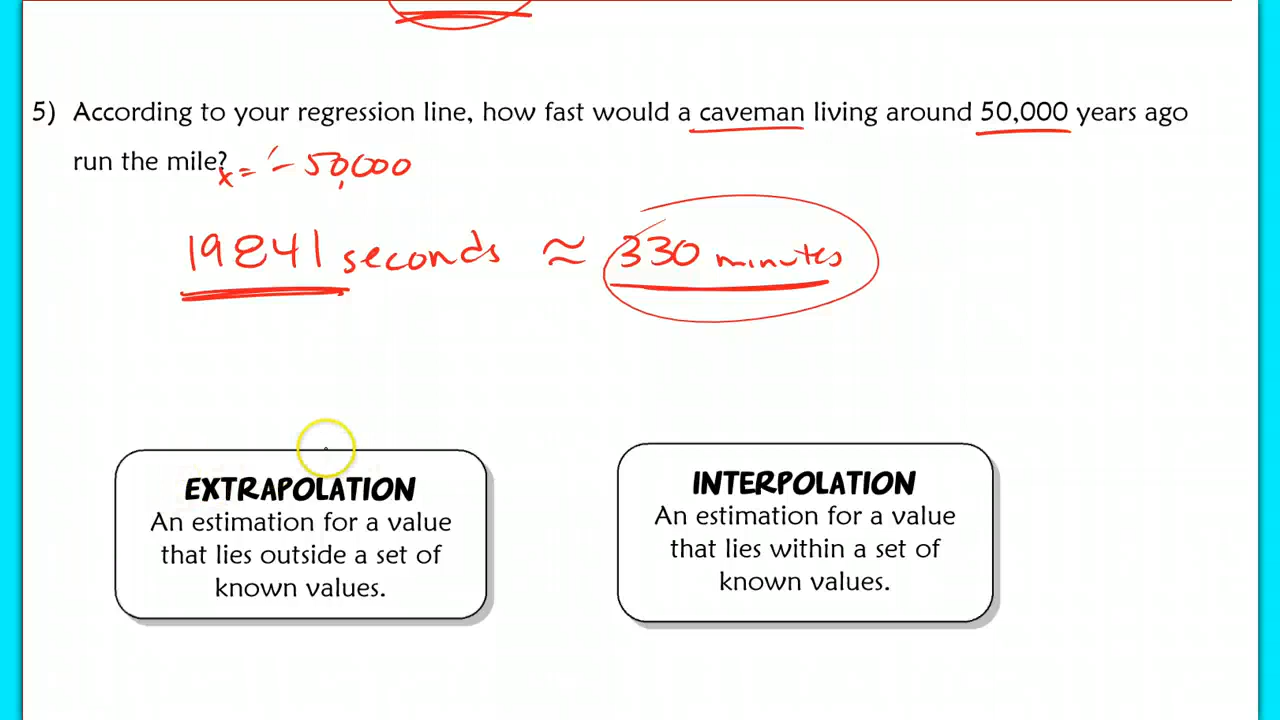 5) According to your regression line, how fast would a caveman living around 50,000 years ago
run the mile?
x = -50,000
19841 seconds ≈ 330 minutes
EXTRAPOLATION
An estimation for a value
that lies outside a set of
known values.
INTERPOLATION
An estimation for a value
that lies within a set of
known values.